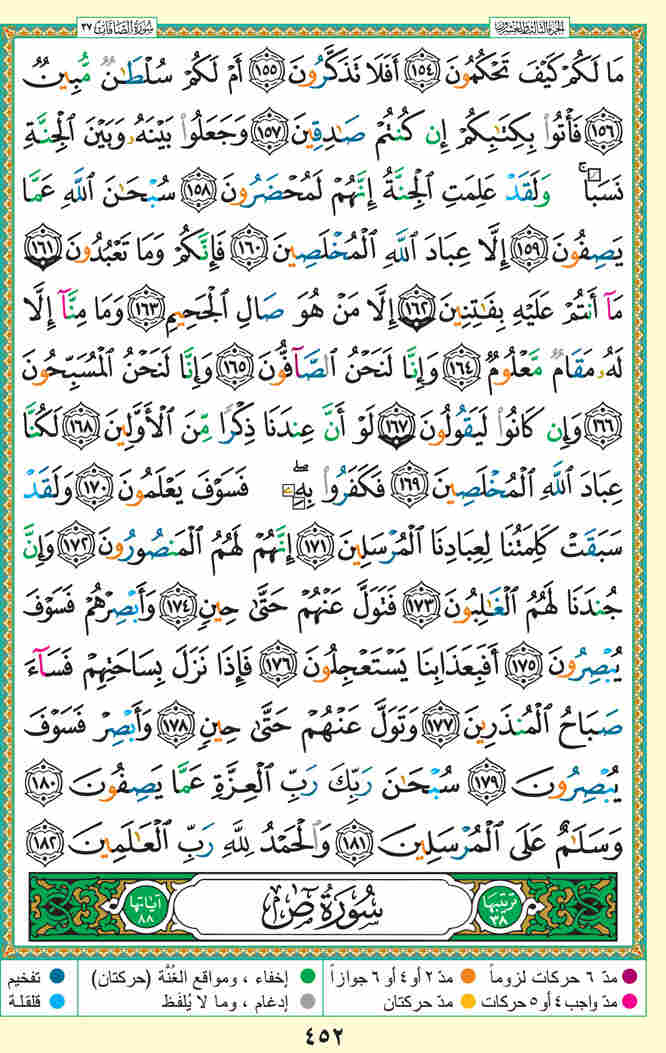 سُورَةُ الصَّافَّاتِ ٣٧
الجزء الثالث والعشرون
مَا لَكُمْ كَيْفَ تَحْكُمُونَ ١٥٤ أَفَلَا تَذَكَّرُونَ ١٥٥ أَمْ لَكُمْ سُلْطَٰنٌ مُّبِينٌ
١٥٦ فَأْتُوا۟ بِكِتَٰبِكُمْ إِن كُنتُمْ صَٰدِقِينَ ١٥٧ وَجَعَلُوا۟ بَيْنَهُۥ وَبَيْنَ ٱلْجِنَّةِ
نَسَبًا ۚ وَلَقَدْ عَلِمَتِ ٱلْجِنَّةُ إِنَّهُمْ لَمُحْضَرُونَ ١٥٨ سُبْحَٰنَ ٱللَّهِ عَمَّا
يَصِفُونَ ١٥٩ إِلَّا عِبَادَ ٱللَّهِ ٱلْمُخْلَصِينَ ١٦٠ فَإِنَّكُمْ وَمَا تَعْبُدُونَ ١٦١
مَآ أَنتُمْ عَلَيْهِ بِفَٰتِنِينَ ١٦٢ إِلَّا مَنْ هُوَ صَالِ ٱلْجَحِيمِ ١٦٣ وَمَا مِنَّآ إِلَّا
لَهُۥ مَقَامٌ مَّعْلُومٌ ١٦٤ وَإِنَّا لَنَحْنُ ٱلصَّآفُّونَ ١٦٥ وَإِنَّا لَنَحْنُ ٱلْمُسَبِّحُونَ
١٦٦ وَإِن كَانُوا۟ لَيَقُولُونَ ١٦٧ لَوْ أَنَّ عِندَنَا ذِكْرًا مِّنَ ٱلْأَوَّلِينَ ١٦٨ لَكُنَّا
عِبَادَ ٱللَّهِ ٱلْمُخْلَصِينَ ١٦٩ فَكَفَرُوا۟ بِهِۦ ۖ فَسَوْفَ يَعْلَمُونَ ١٧٠ وَلَقَدْ
سَبَقَتْ كَلِمَتُنَا لِعِبَادِنَا ٱلْمُرْسَلِينَ ١٧١ إِنَّهُمْ لَهُمُ ٱلْمَنصُورُونَ ١٧٢ وَإِنَّ
جُندَنَا لَهُمُ ٱلْغَٰلِبُونَ ١٧٣ فَتَوَلَّ عَنْهُمْ حَتَّىٰ حِينٍ ١٧٤ وَأَبْصِرْهُمْ فَسَوْفَ
يُبْصِرُونَ ١٧٥ أَفَبِعَذَابِنَا يَسْتَعْجِلُونَ ١٧٦ فَإِذَا نَزَلَ بِسَاحَتِهِمْ فَسَآءَ
صَبَاحُ ٱلْمُنذَرِينَ ١٧٧ وَتَوَلَّ عَنْهُمْ حَتَّىٰ حِينٍ ١٧٨ وَأَبْصِرْ فَسَوْفَ
يُبْصِرُونَ ١٧٩ سُبْحَٰنَ رَبِّكَ رَبِّ ٱلْعِزَّةِ عَمَّا يَصِفُونَ ١٨٠
وَسَلَٰمٌ عَلَى ٱلْمُرْسَلِينَ ١٨١ وَٱلْحَمْدُ لِلَّهِ رَبِّ ٱلْعَٰلَمِينَ ١٨٢
ترتيبها ٣٨ سُورَةُ صٓ آياتها ٨٨
مدّ ٦ حركات لزوماً مدّ ٢ أو ٤ أو ٦ جوازاً إخفاء ، ومواقع الغُنَّة (حركتان) تفخيم
مدّ واجب ٤ أو ٥ حركات مدّ حركتان إدغام ، وما لا يُلفَظ قلقلة
٤٥٢